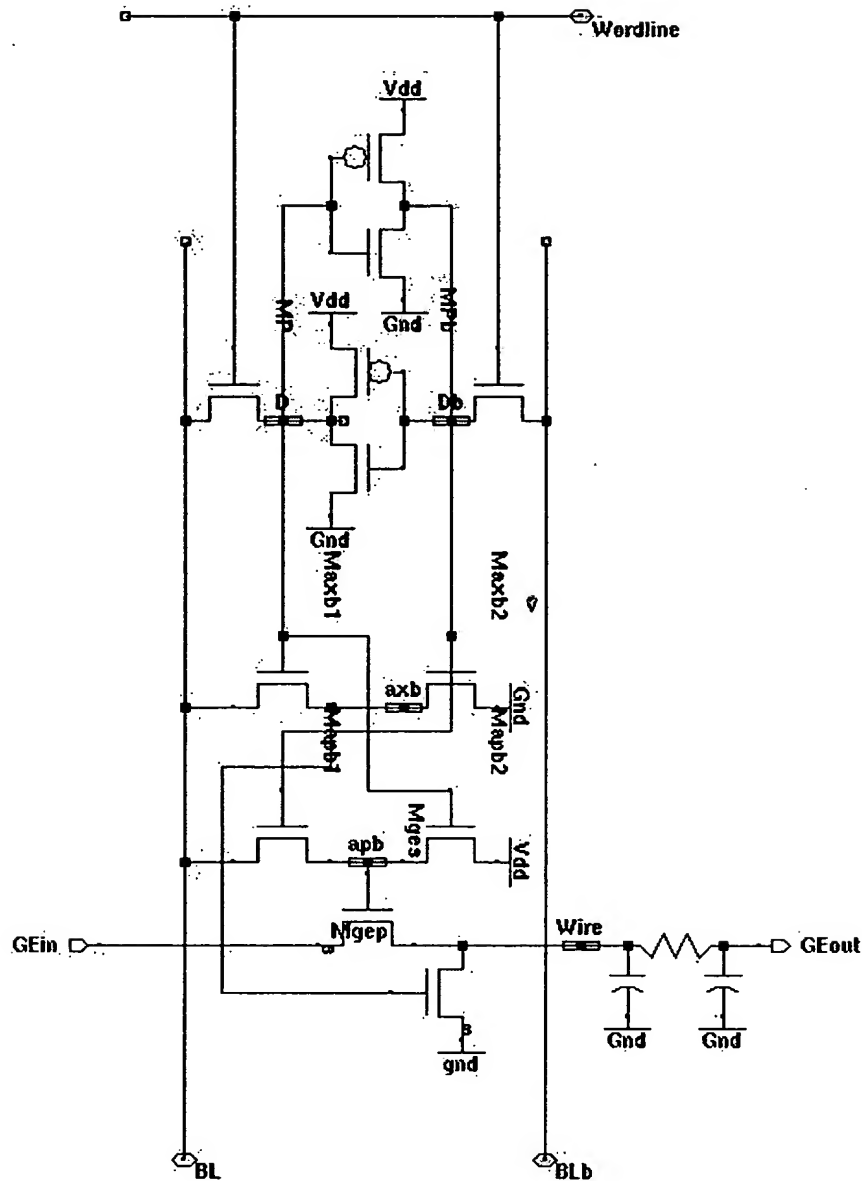 Wordline
Vdd
MP
MPb
Vdd
Gnd
D
Db
Gnd
Maxb1
Maxb2
axb
Gnd
Mapb1
Mapb2
Mges
apb
Vdd
GEin
Mgep
s
Wire
GEout
s
gnd
Gnd
Gnd
BL
BLb